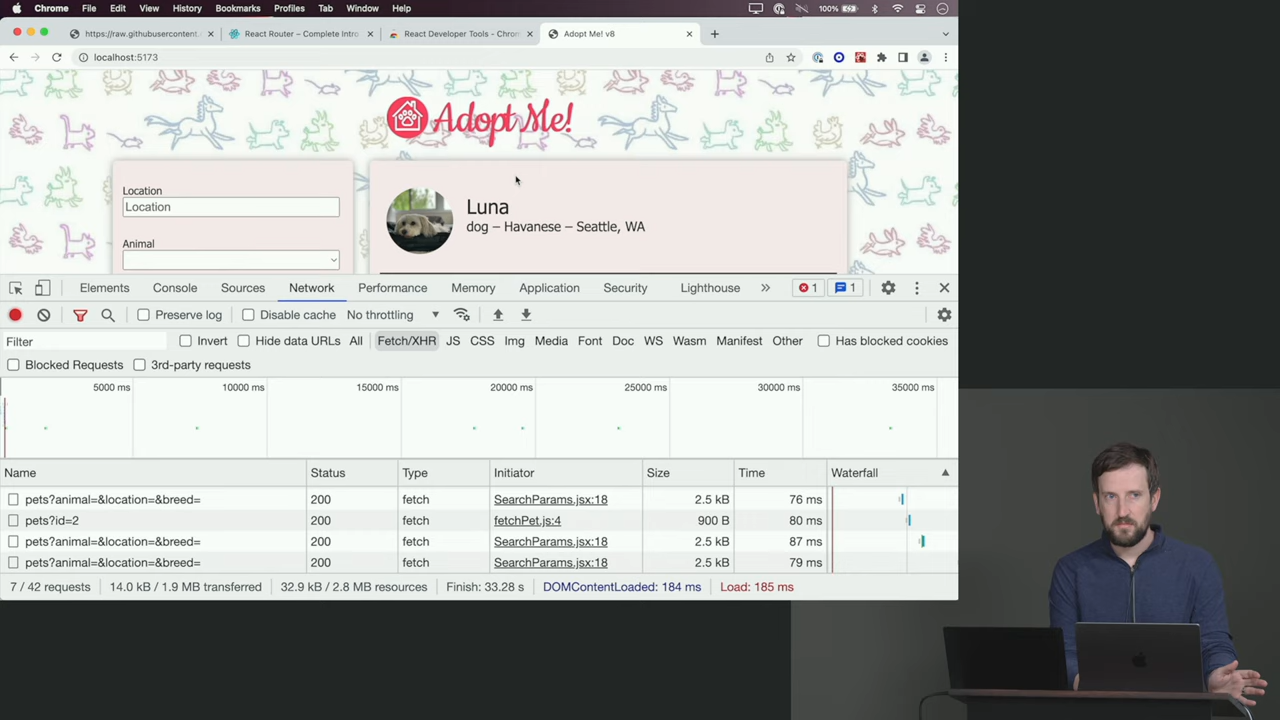 Chrome File Edit View History Bookmarks Profiles Tab Window Help 100%
https://raw.githubusercontent. React Router – Complete Intro React Developer Tools - Chrom Adopt Me! v8
localhost:5173
Adopt Me!
Location
Location
Animal
Luna
dog – Havanese – Seattle, WA
Elements Console Sources Network Performance Memory Application Security Lighthouse 1 1
Preserve log Disable cache No throttling
Filter Invert Hide data URLs All Fetch/XHR JS CSS Img Media Font Doc WS Wasm Manifest Other Has blocked cookies
Blocked Requests 3rd-party requests
5000 ms 10000 ms 15000 ms 20000 ms 25000 ms 30000 ms 35000 ms
Name Status Type Initiator Size Time Waterfall
pets?animal=&location=&breed= 200 fetch SearchParams.jsx:18 2.5 kB 76 ms
pets?id=2 200 fetch fetchPet.js:4 900 B 80 ms
pets?animal=&location=&breed= 200 fetch SearchParams.jsx:18 2.5 kB 87 ms
pets?animal=&location=&breed= 200 fetch SearchParams.jsx:18 2.5 kB 79 ms
7 / 42 requests 14.0 kB / 1.9 MB transferred 32.9 kB / 2.8 MB resources Finish: 33.28 s DOMContentLoaded: 184 ms Load: 185 ms